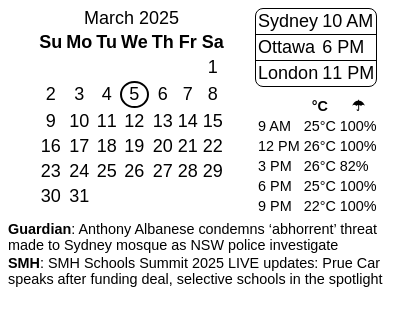 March 2025
Su Mo Tu We Th Fr Sa
1
2 3 4 5 6 7 8
9 10 11 12 13 14 15
16 17 18 19 20 21 22
23 24 25 26 27 28 29
30 31
Sydney 10 AM
Ottawa 6 PM
London 11 PM
°C ☂
9 AM 25°C 100%
12 PM 26°C 100%
3 PM 26°C 82%
6 PM 25°C 100%
9 PM 22°C 100%
Guardian: Anthony Albanese condemns ‘abhorrent’ threat
made to Sydney mosque as NSW police investigate
SMH: SMH Schools Summit 2025 LIVE updates: Prue Car
speaks after funding deal, selective schools in the spotlight